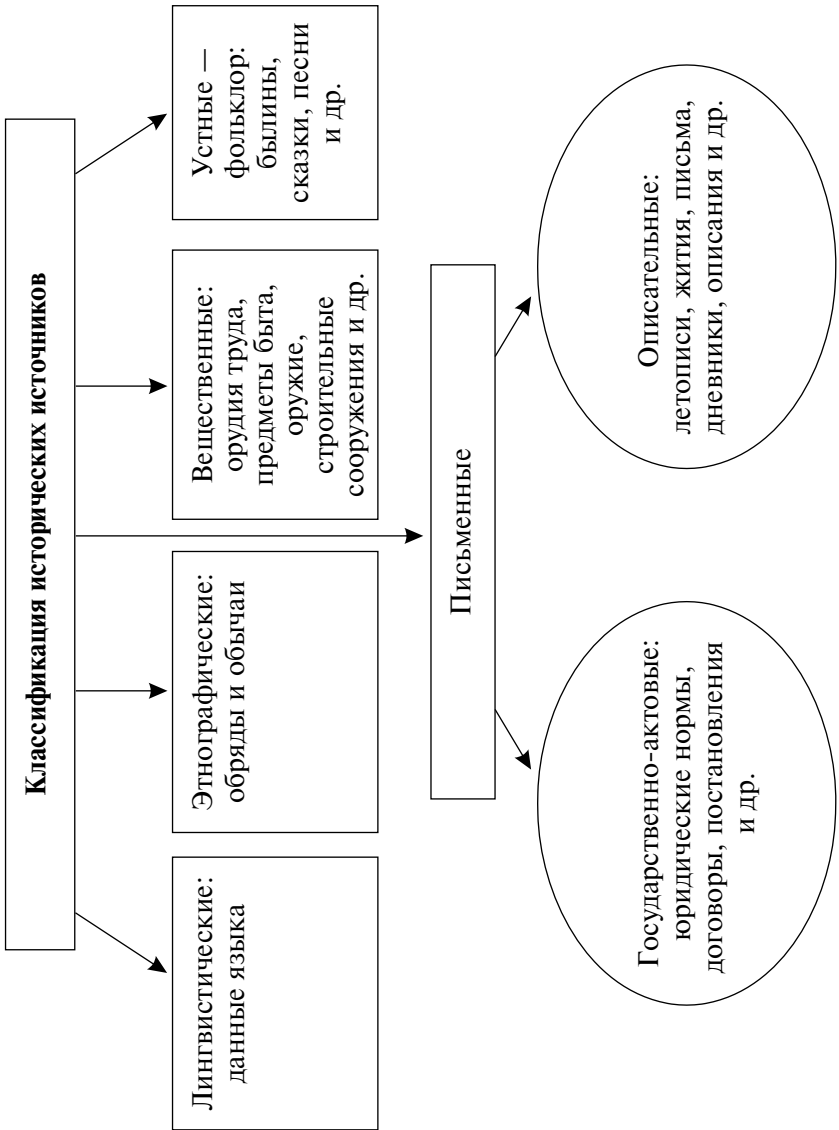 Классификация исторических источников
Лингвистические:
данные языка
Этнографические:
обряды и обычаи
Вещественные:
орудия труда,
предметы быта,
оружие,
строительные
сооружения и др.
Устные —
фольклор:
былины,
сказки, песни
и др.
Письменные
Государственно-актовые:
юридические нормы,
договоры, постановления
и др.
Описательные:
летописи, жития, письма,
дневники, описания и др.